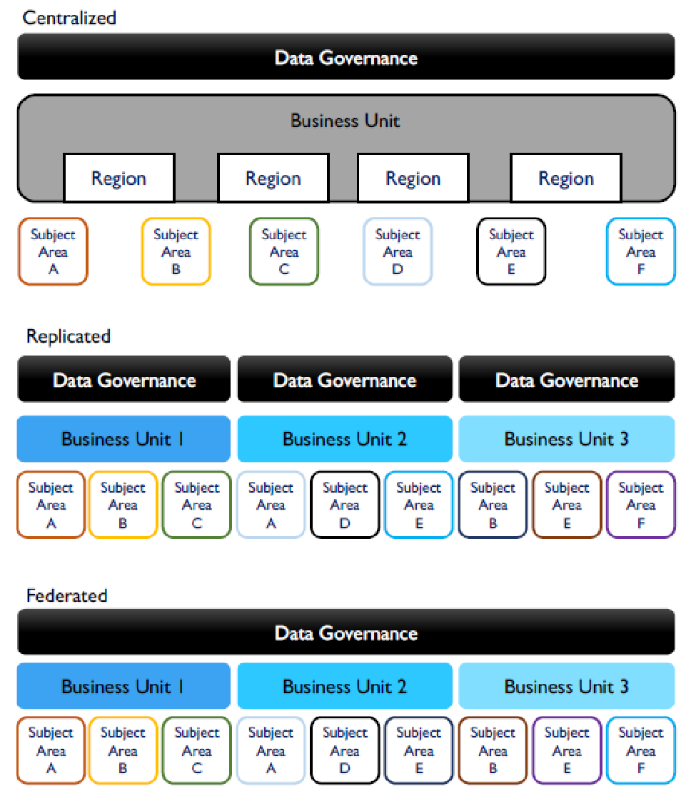 Centralized
Data Governance
Business Unit
Region Region Region Region
Subject Area A
Subject Area B
Subject Area C
Subject Area D
Subject Area E
Subject Area F
Replicated
Data Governance Data Governance Data Governance
Business Unit 1 Business Unit 2 Business Unit 3
Subject Area A
Subject Area B
Subject Area C
Subject Area A
Subject Area D
Subject Area E
Subject Area B
Subject Area E
Subject Area F
Federated
Data Governance
Business Unit 1 Business Unit 2 Business Unit 3
Subject Area A
Subject Area B
Subject Area C
Subject Area A
Subject Area D
Subject Area E
Subject Area B
Subject Area E
Subject Area F